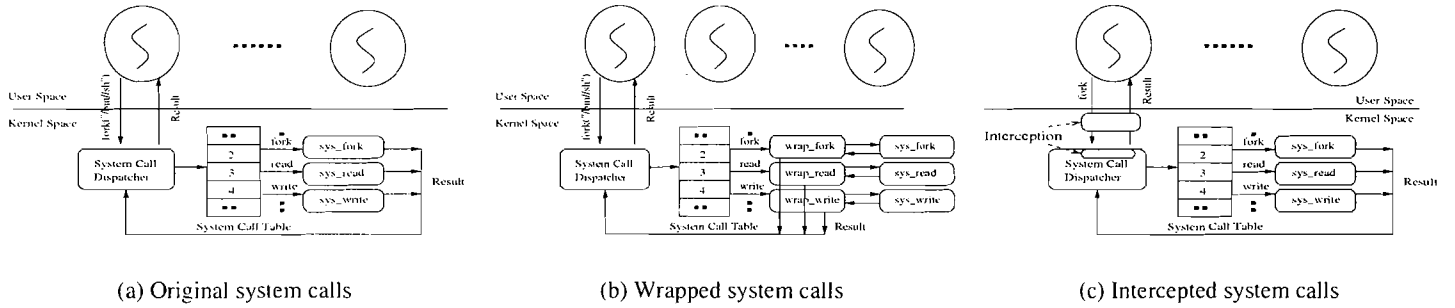 fork("/bin/sh")
Result
User Space
Kernel Space
System Call
Dispatcher
2
3
4
fork
read
write
sys_fork
sys_read
sys_write
Result
System Call Table
(a) Original system calls
fork("/bin/sh")
Result
User Space
Kernel Space
System Call
Dispatcher
2
3
4
fork
read
write
wrap_fork
wrap_read
wrap_write
sys_fork
sys_read
sys_write
System Call Table
Result
(b) Wrapped system calls
fork
Result
User Space
Kernel Space
Interception
System Call
Dispatcher
2
3
4
fork
read
write
sys_fork
sys_read
sys_write
Result
System Call Table
(c) Intercepted system calls